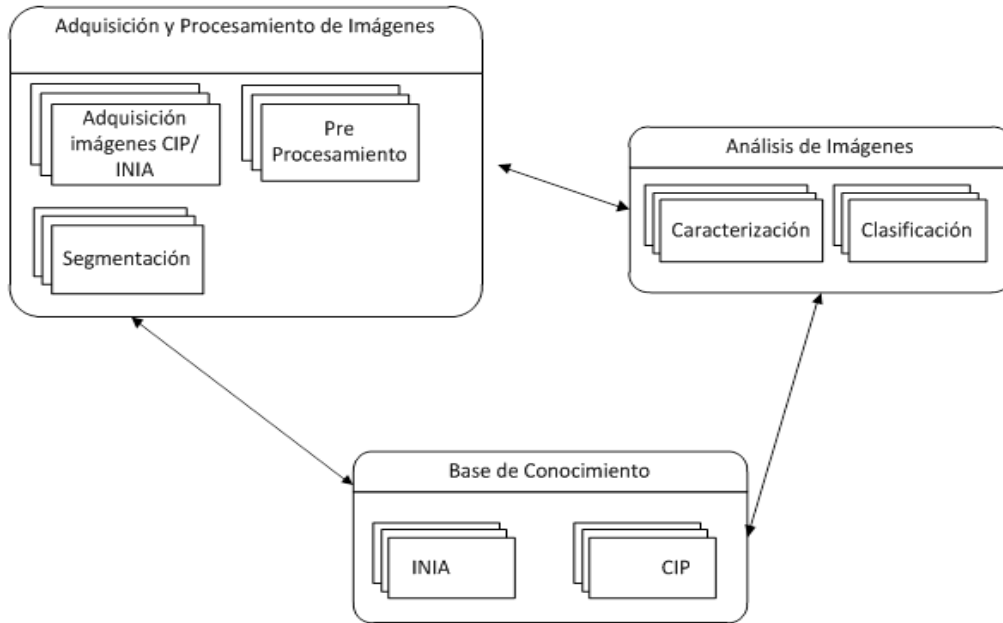 Adquisición y Procesamiento de Imágenes
Adquisición
imágenes CIP/
INIA
Pre
Procesamiento
Segmentación
Análisis de Imágenes
Caracterización
Clasificación
Base de Conocimiento
INIA
CIP